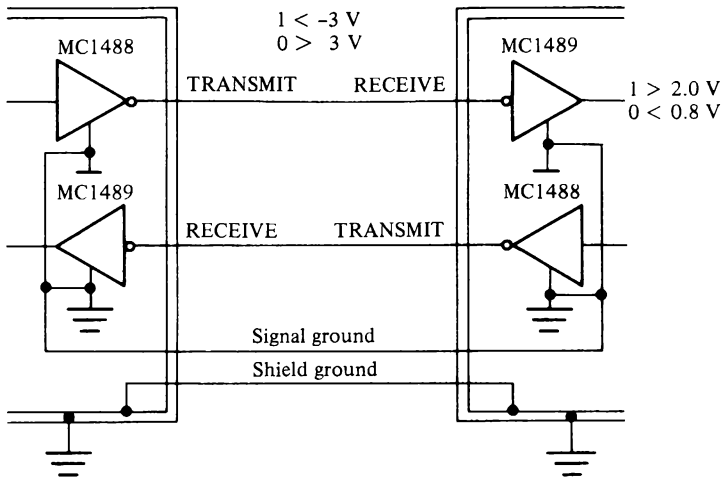 1 < -3 V
0 > 3 V
MC1488
MC1489
TRANSMIT
RECEIVE
1 > 2.0 V
0 < 0.8 V
MC1489
MC1488
RECEIVE
TRANSMIT
Signal ground
Shield ground